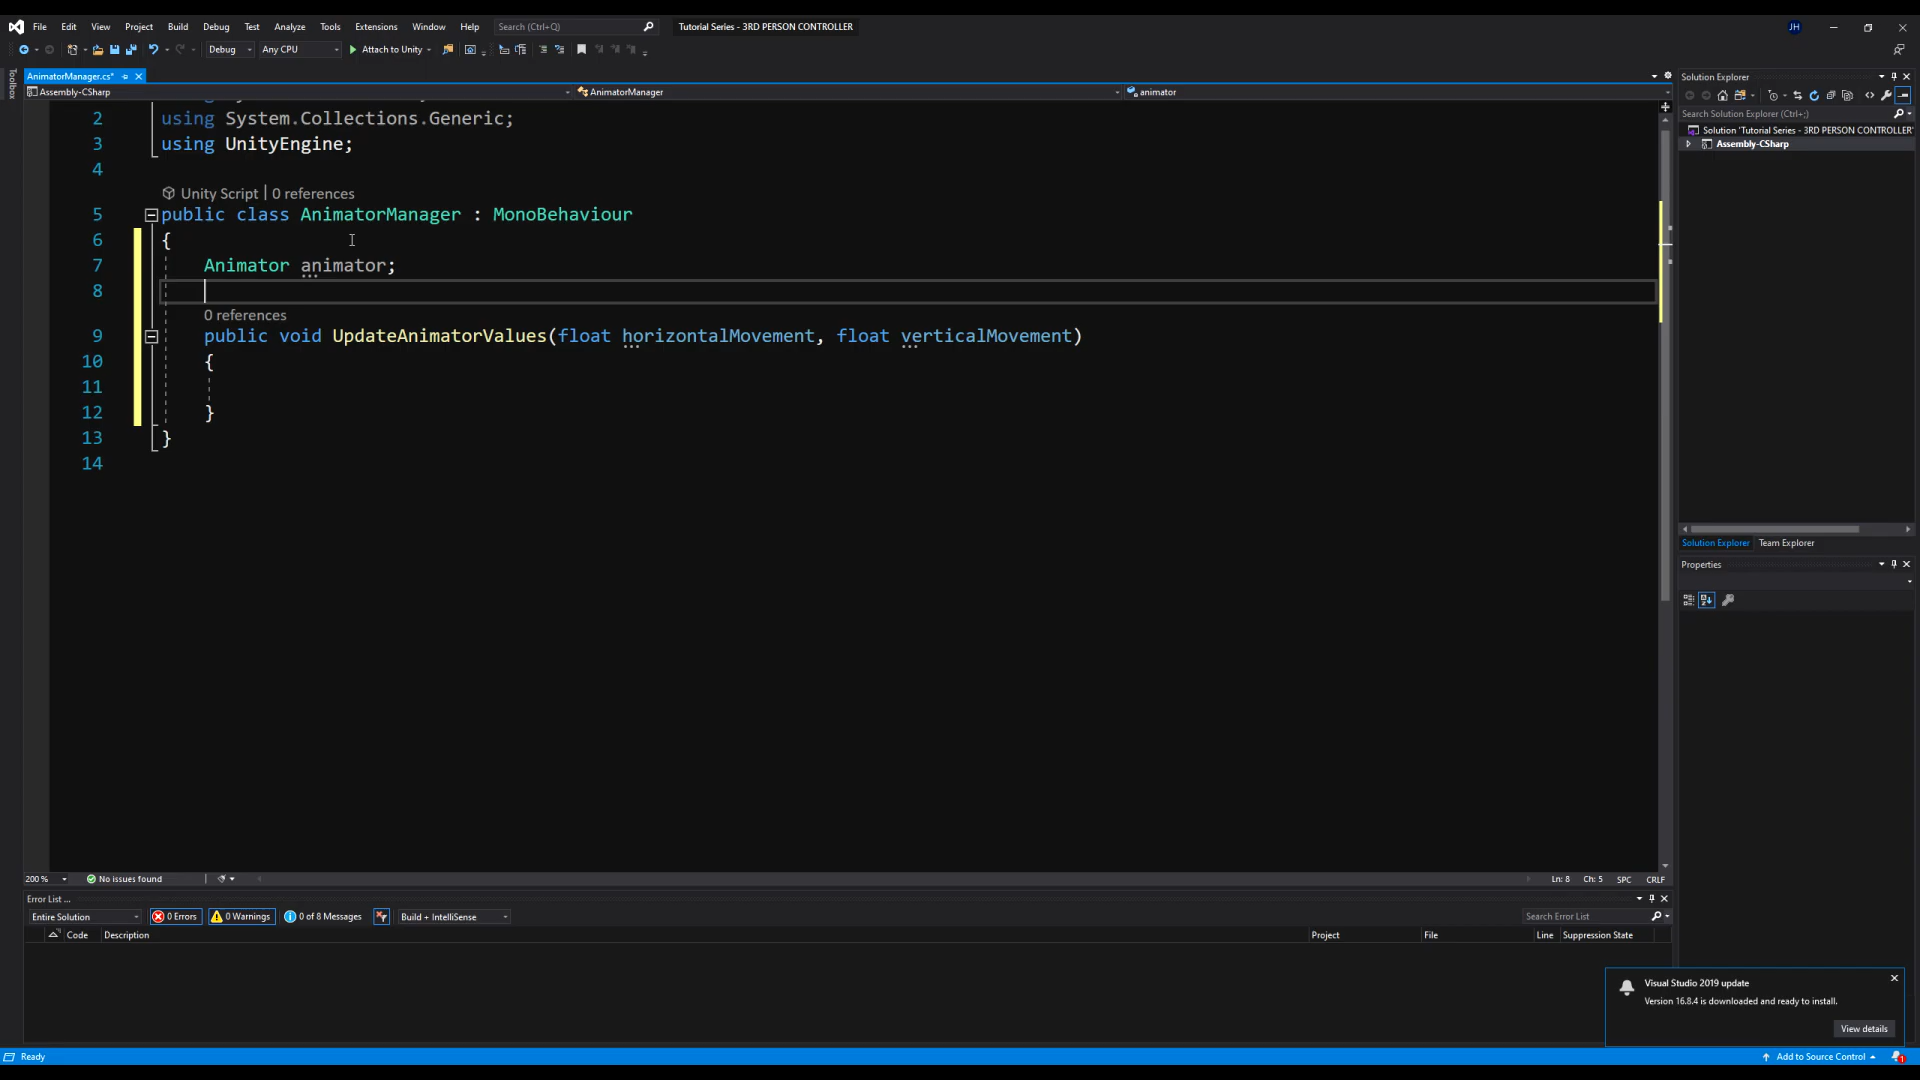 File Edit View Project Build Debug Test Analyze Tools Extensions Window Help Search (Ctrl+Q) Tutorial Series - 3RD PERSON CONTROLLER JH
Debug Any CPU Attach to Unity
Toolbox
AnimatorManager.cs*
Solution Explorer
Assembly-CSharp AnimatorManager animator
Search Solution Explorer (Ctrl+;)
Solution 'Tutorial Series - 3RD PERSON CONTROLLER'
Assembly-CSharp
2 using System.Collections.Generic;
3 using UnityEngine;
4
Unity Script | 0 references
5 public class AnimatorManager : MonoBehaviour
6 {
7 Animator animator;
8
0 references
9 public void UpdateAnimatorValues(float horizontalMovement, float verticalMovement)
10 {
11
12 }
13 }
14
Solution Explorer Team Explorer
Properties
200 % No issues found Ln: 8 Ch: 5 SPC CRLF
Error List ...
Entire Solution 0 Errors 0 Warnings 0 of 8 Messages Build + IntelliSense Search Error List
Code Description Project File Line Suppression State
Visual Studio 2019 update
Version 16.8.4 is downloaded and ready to install.
View details
Ready Add to Source Control 1